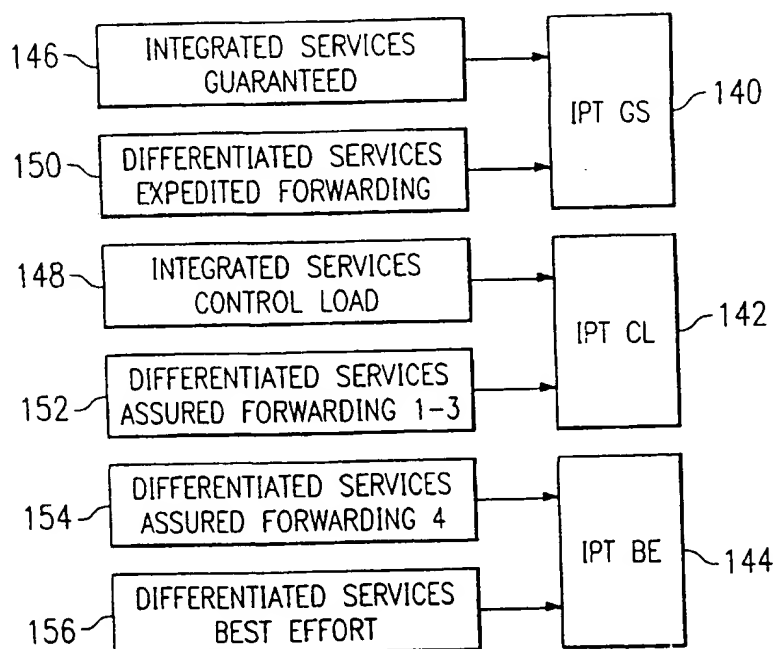 146
INTEGRATED SERVICES
GUARANTEED
IPT GS
140
150
DIFFERENTIATED SERVICES
EXPEDITED FORWARDING
148
INTEGRATED SERVICES
CONTROL LOAD
IPT CL
142
152
DIFFERENTIATED SERVICES
ASSURED FORWARDING 1-3
154
DIFFERENTIATED SERVICES
ASSURED FORWARDING 4
IPT BE
144
156
DIFFERENTIATED SERVICES
BEST EFFORT